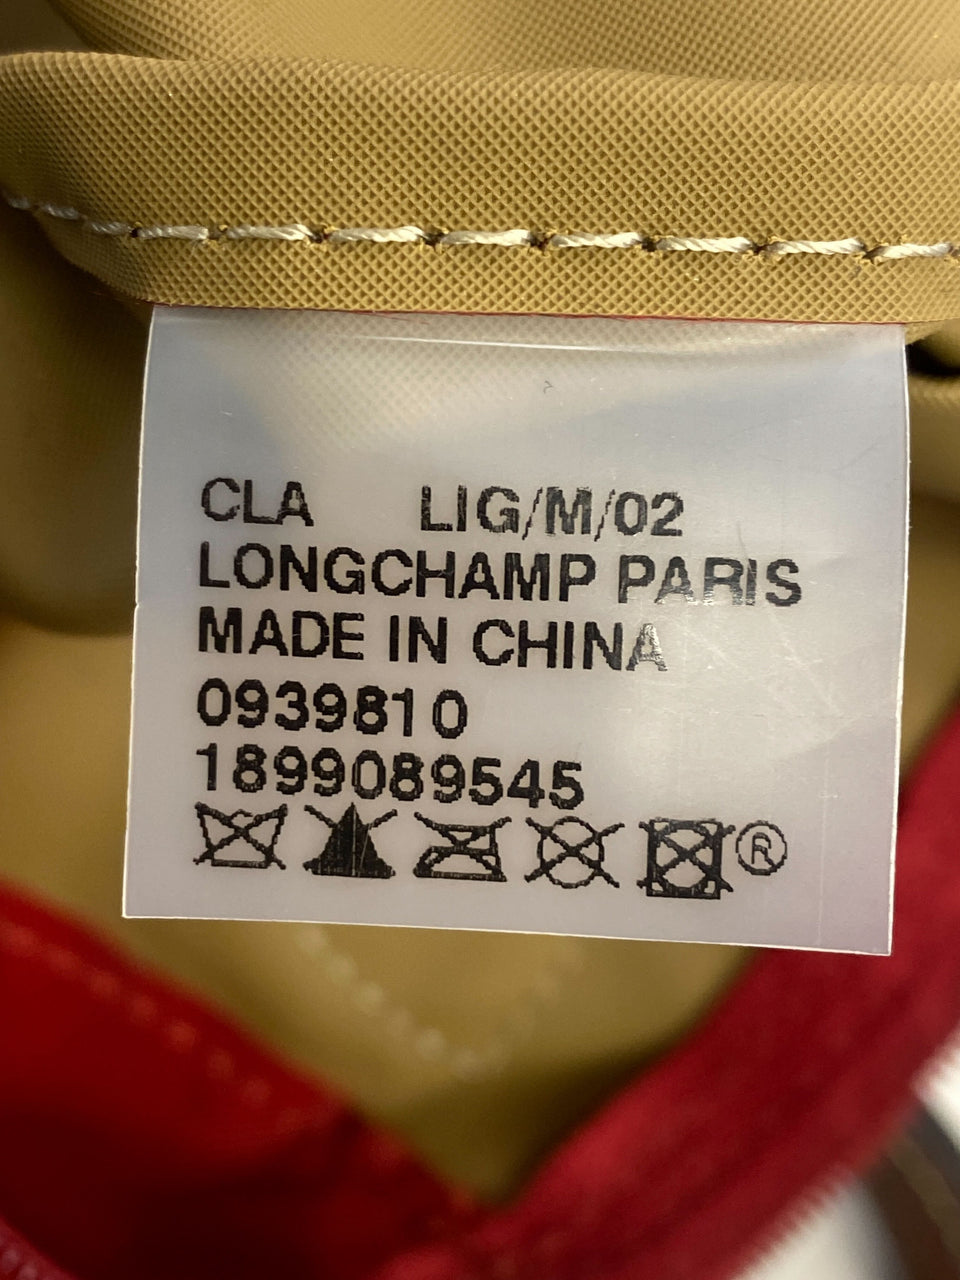 CLA LIG/M/02
LONGCHAMP PARIS
MADE IN CHINA
0939810
1899089545
®